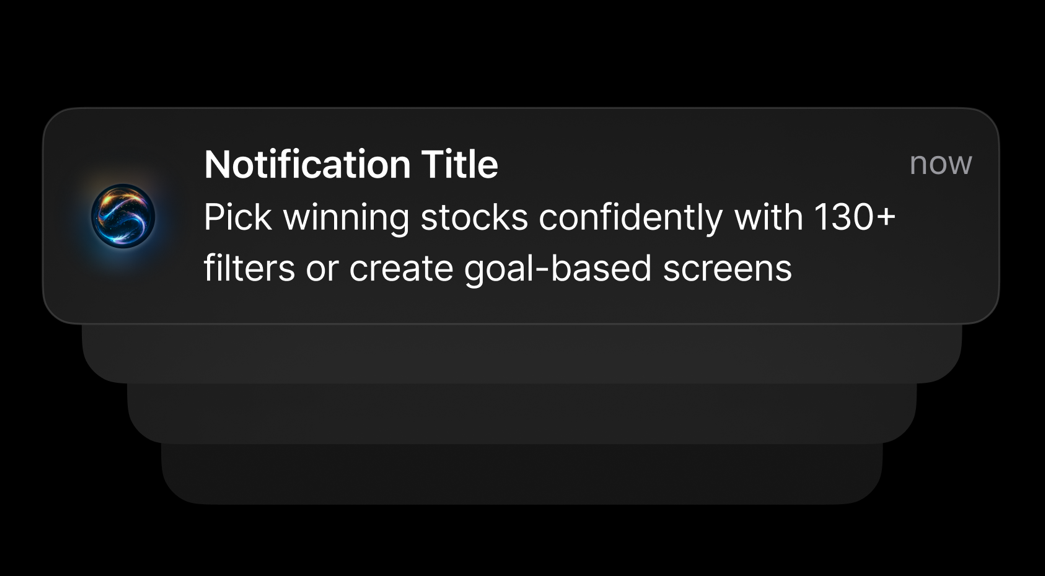 Notification Title
now
Pick winning stocks confidently with 130+
filters or create goal-based screens